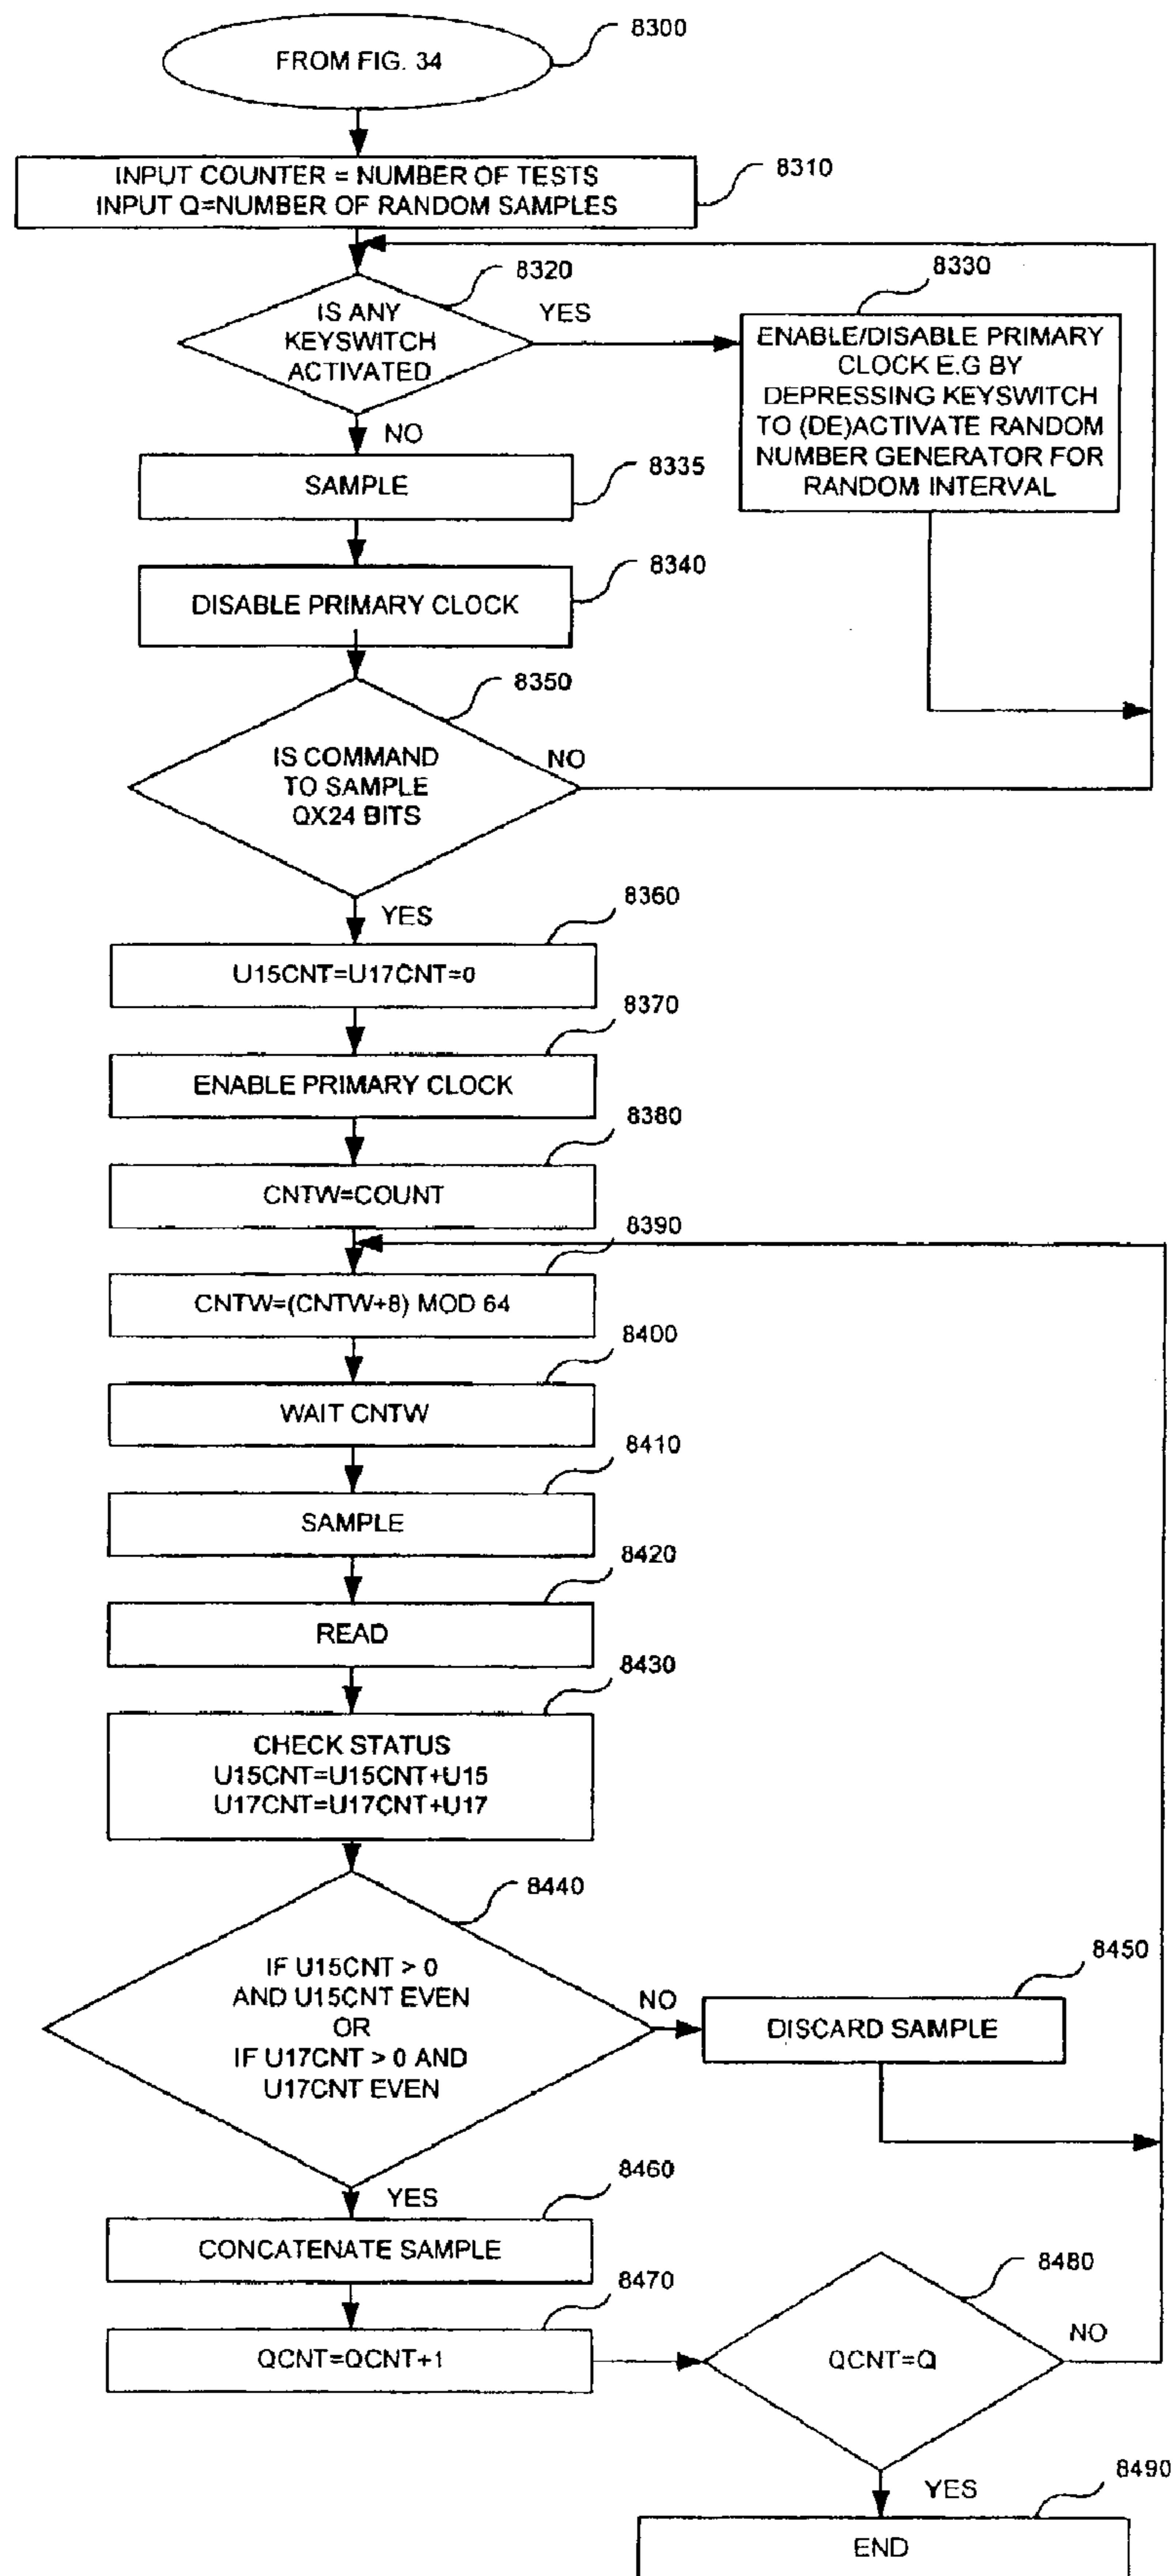 FROM FIG. 34
8300
INPUT COUNTER = NUMBER OF TESTS
INPUT Q=NUMBER OF RANDOM SAMPLES
8310
8320
IS ANY
KEYSWITCH
ACTIVATED
YES
NO
8330
ENABLE/DISABLE PRIMARY
CLOCK E.G BY
DEPRESSING KEYSWITCH
TO (DE)ACTIVATE RANDOM
NUMBER GENERATOR FOR
RANDOM INTERVAL
SAMPLE
8335
DISABLE PRIMARY CLOCK
8340
8350
IS COMMAND
TO SAMPLE
QX24 BITS
NO
YES
8360
U15CNT=U17CNT=0
8370
ENABLE PRIMARY CLOCK
8380
CNTW=COUNT
8390
CNTW=(CNTW+8) MOD 64
8400
WAIT CNTW
8410
SAMPLE
8420
READ
8430
CHECK STATUS
U15CNT=U15CNT+U15
U17CNT=U17CNT+U17
8440
IF U15CNT > 0
AND U15CNT EVEN
OR
IF U17CNT > 0 AND
U17CNT EVEN
NO
YES
8450
DISCARD SAMPLE
8460
CONCATENATE SAMPLE
8470
QCNT=QCNT+1
8480
QCNT=Q
NO
YES
8490
END